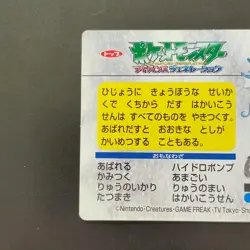 トップ
ポケットモンスター
アドバンスジェネレーション
ひじょうに きょうぼうな せいかく
くで くちから だす はかいこうせ
んは すべてのものを やきつくす。
あばれだすと おおきな としが
かいめつする こともある。
おもなわざ
あばれる ハイドロポンプ
かみつく あまごい
りゅうのいかり りゅうのまい
たつまき はかいこうせん
©Nintendo・Creatures・GAME FREAK・TV Tokyo・Sho